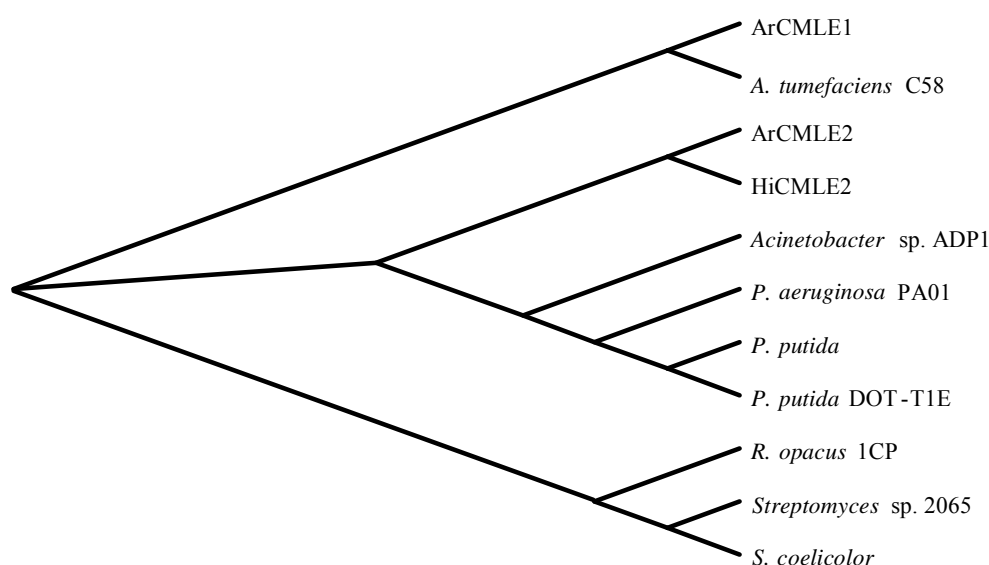 ArCMLE1
A. tumefaciens C58
ArCMLE2
HiCMLE2
Acinetobacter sp. ADP1
P. aeruginosa PA01
P. putida
P. putida DOT-T1E
R. opacus 1CP
Streptomyces sp. 2065
S. coelicolor